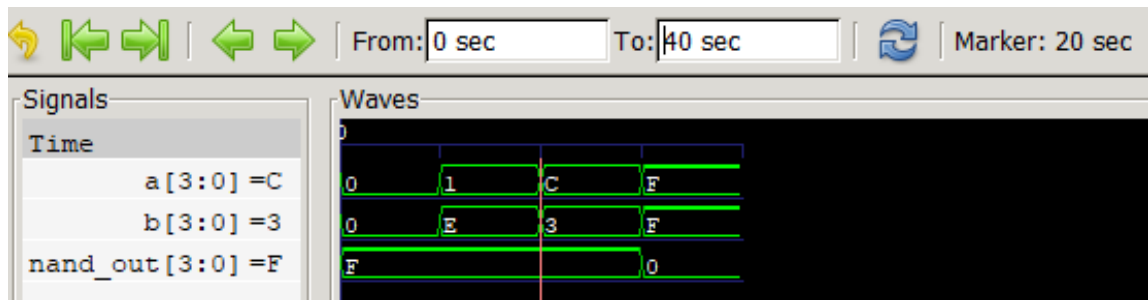 From: 0 sec To: 40 sec Marker: 20 sec
Signals Waves
Time 0
a[3:0] =C 0 1 C F
b[3:0] =3 0 E 3 F
nand_out[3:0] =F F 0